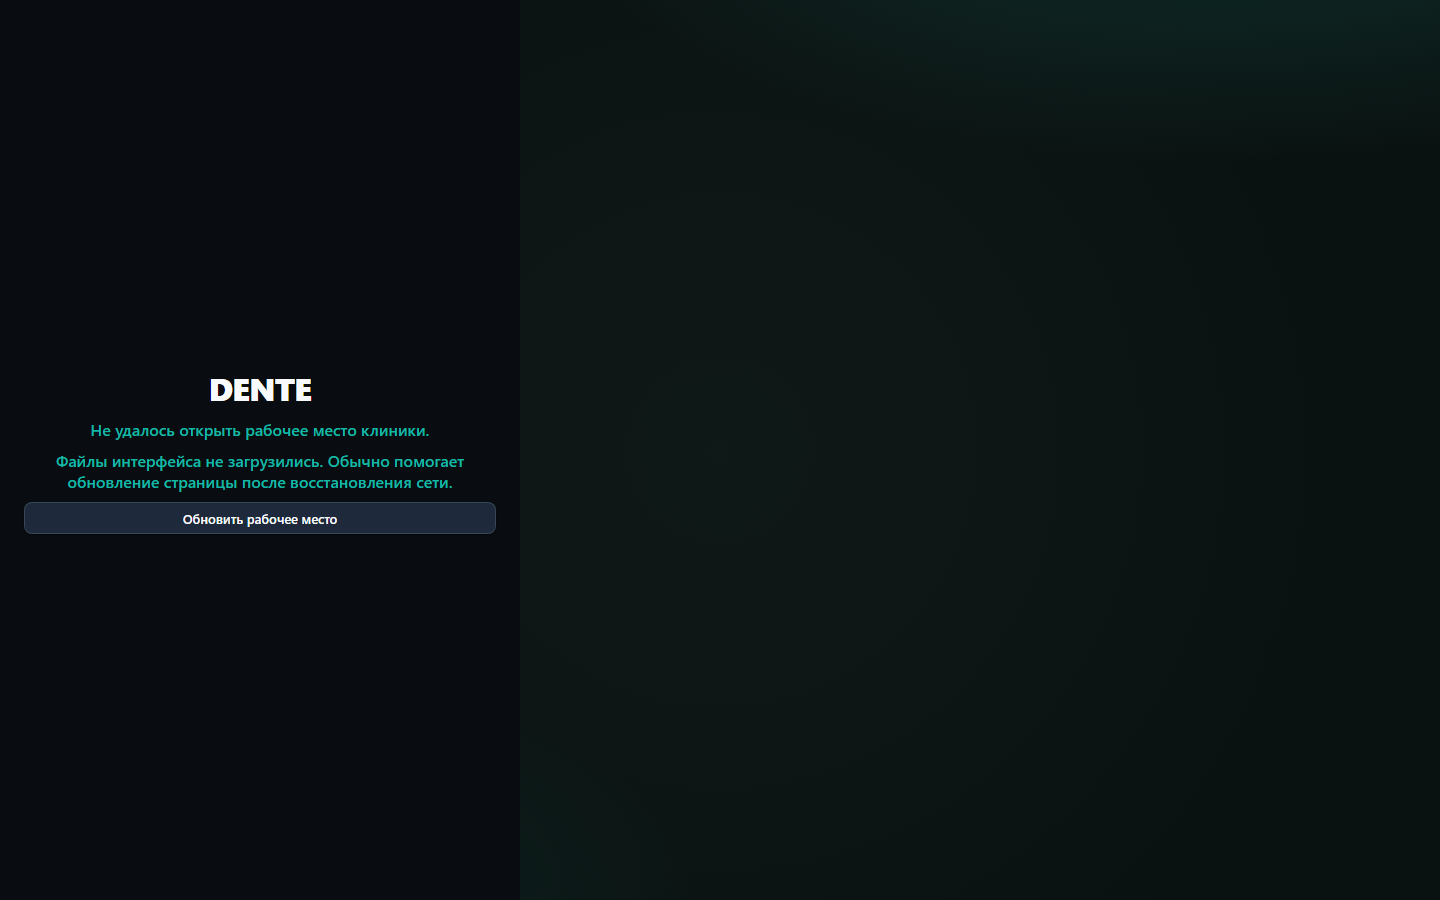 DENTE
Не удалось открыть рабочее место клиники.
Файлы интерфейса не загрузились. Обычно помогает
обновление страницы после восстановления сети.
Обновить рабочее место